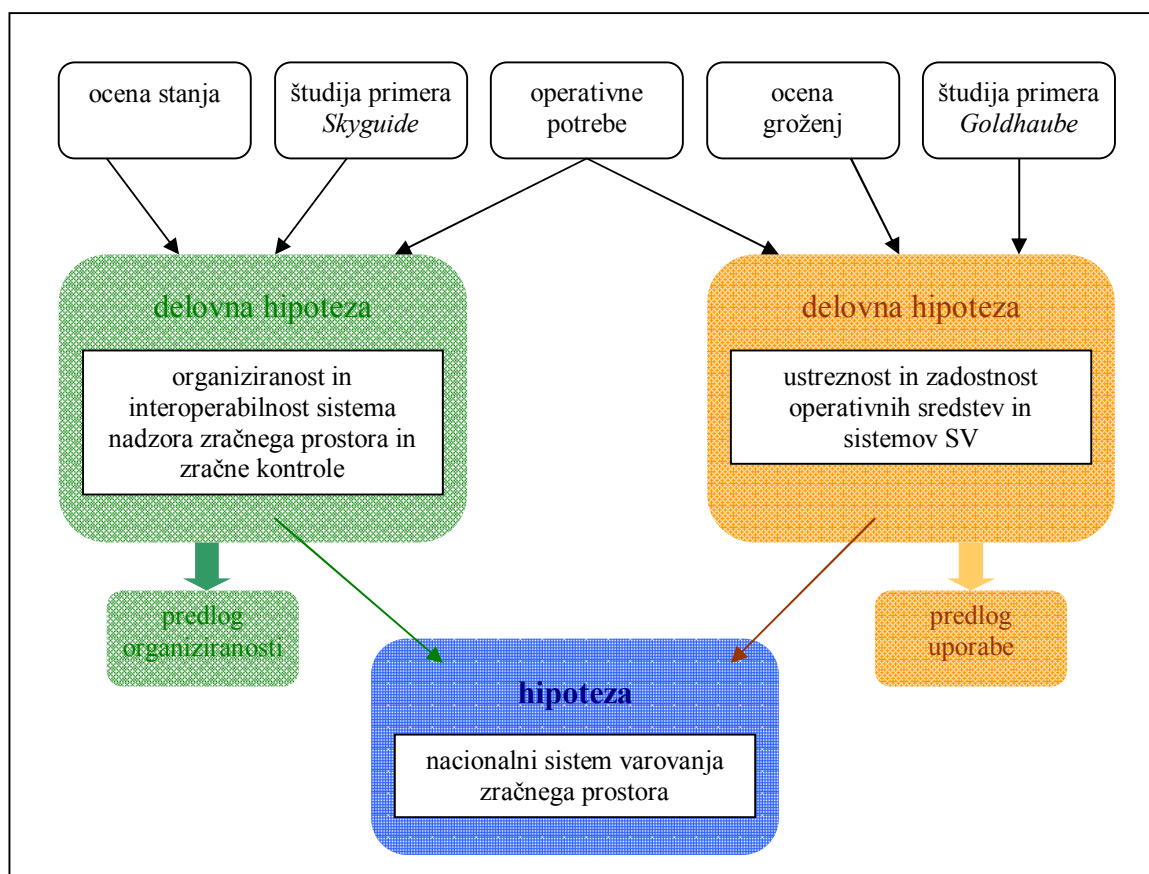 ocena stanja
študija primera
Skyguide
operativne
potrebe
ocena
groženj
študija primera
Goldhaube
delovna hipoteza
organiziranost in
interoperabilnost sistema
nadzora zračnega prostora in
zračne kontrole
delovna hipoteza
ustreznost in zadostnost
operativnih sredstev in
sistemov SV
predlog
organiziranosti
predlog
uporabe
hipoteza
nacionalni sistem varovanja
zračnega prostora